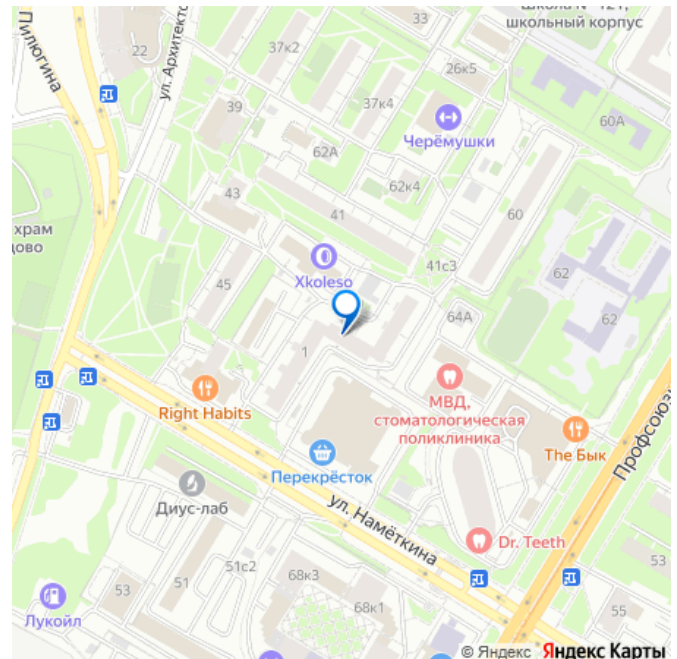 Школа № 121,
школьный корпус
33
Пилюгина
22
ул. Архитект
37к2
26к5
37к4
39
60А
Черёмушки
62А
62к4
43
храм
дово
41
60
Xkoleso
41с3
62
62
45
64А
1
МВД,
стоматологическая
поликлиника
Right Habits
The Бык
Профсоюзн
Перекрёсток
Диус-лаб
ул. Намёткина
Dr. Teeth
53
51с2
51
53
68к3
68к1
55
Лукойл
© Яндекс Яндекс Карты